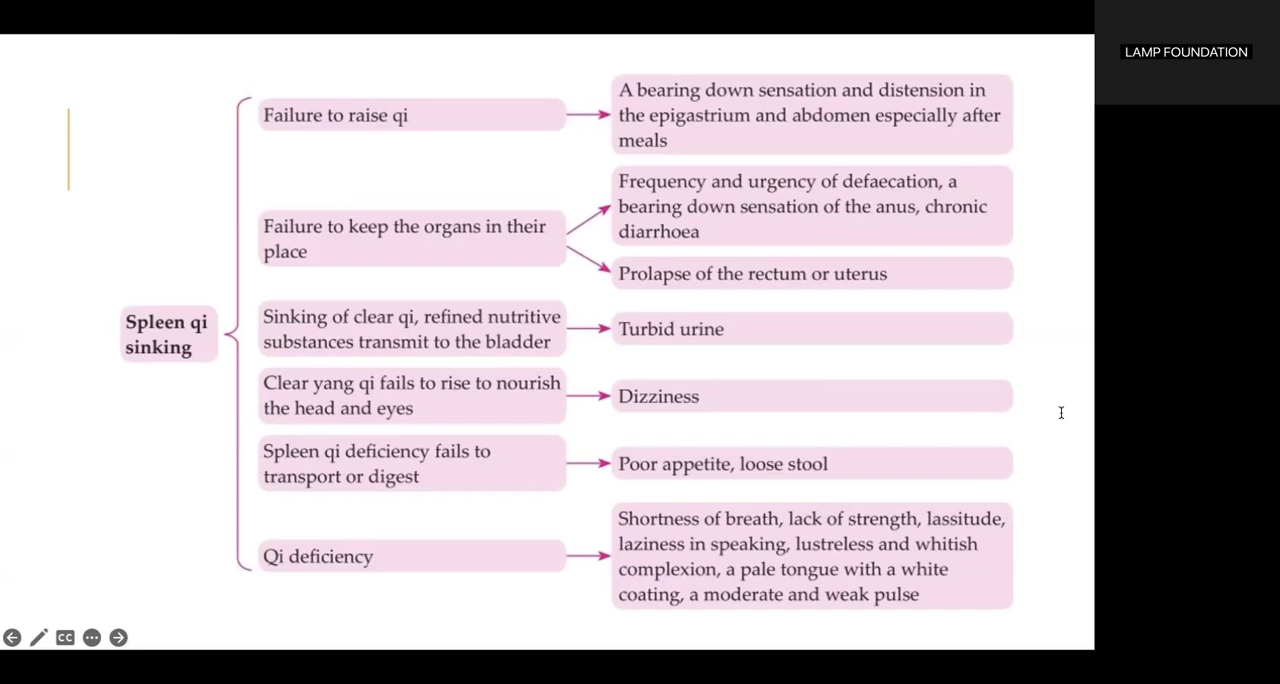 LAMP FOUNDATION
Spleen qi
sinking
Failure to raise qi
A bearing down sensation and distension in
the epigastrium and abdomen especially after
meals
Failure to keep the organs in their
place
Frequency and urgency of defaecation, a
bearing down sensation of the anus, chronic
diarrhoea
Prolapse of the rectum or uterus
Sinking of clear qi, refined nutritive
substances transmit to the bladder
Turbid urine
Clear yang qi fails to rise to nourish
the head and eyes
Dizziness
Spleen qi deficiency fails to
transport or digest
Poor appetite, loose stool
Qi deficiency
Shortness of breath, lack of strength, lassitude,
laziness in speaking, lustreless and whitish
complexion, a pale tongue with a white
coating, a moderate and weak pulse
CC